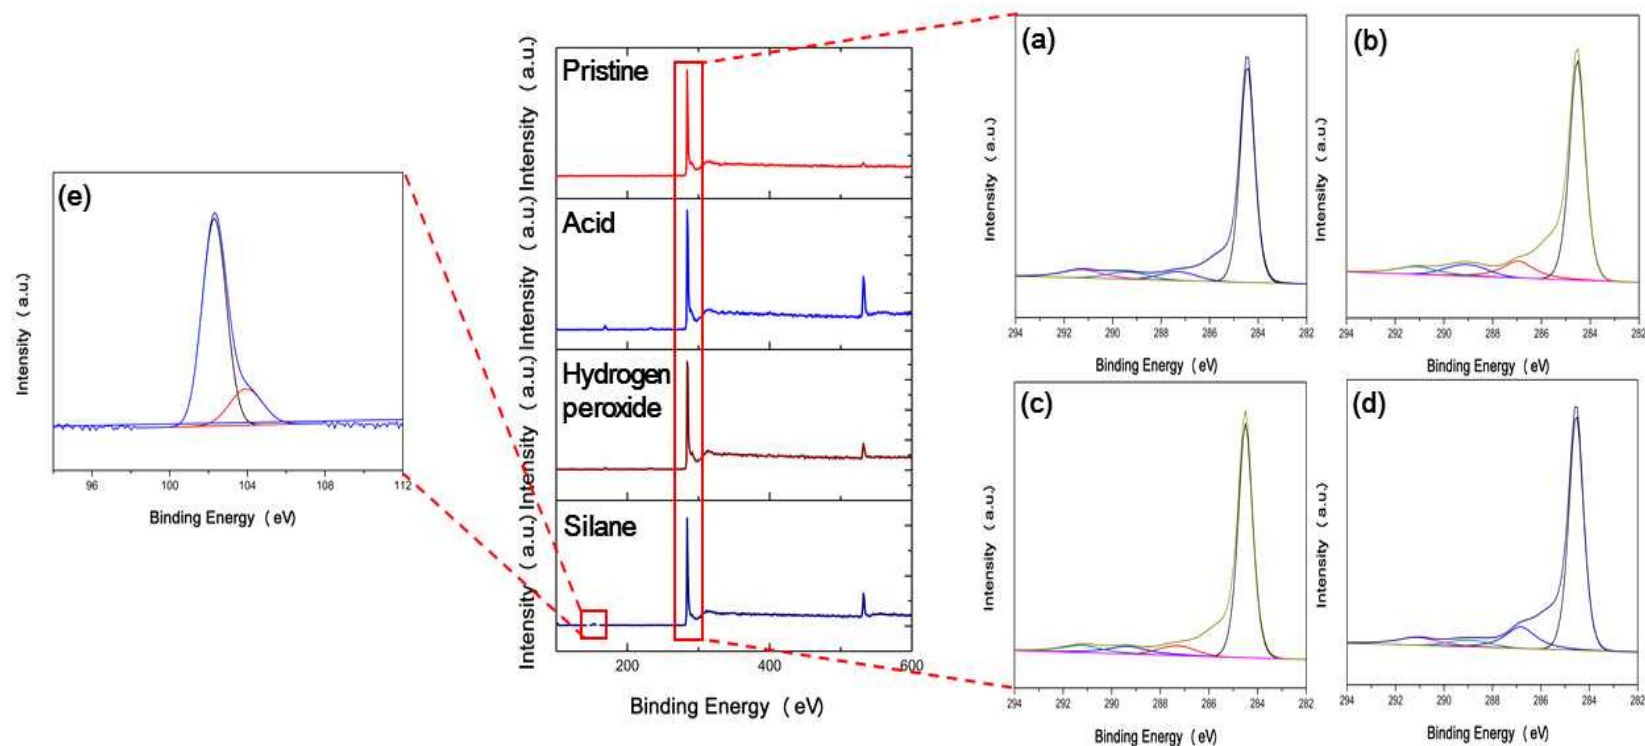 (e)
Intensity ( a.u.)
96 100 104 108 112
Binding Energy ( eV)
Pristine
Intensity ( a.u.)
Acid
Intensity ( a.u.)
Hydrogen
peroxide
Intensity ( a.u.)
Silane
Intensity ( a.u.)
200 400 600
Binding Energy ( eV)
(a)
Intensity ( a.u.)
294 292 290 288 286 284 282
Binding Energy ( eV)
(b)
Intensity ( a.u.)
294 292 290 288 286 284 282
Binding Energy ( eV)
(c)
Intensity ( a.u.)
294 292 290 288 286 284 282
Binding Energy ( eV)
(d)
Intensity ( a.u.)
294 292 290 288 286 284 282
Binding Energy ( eV)